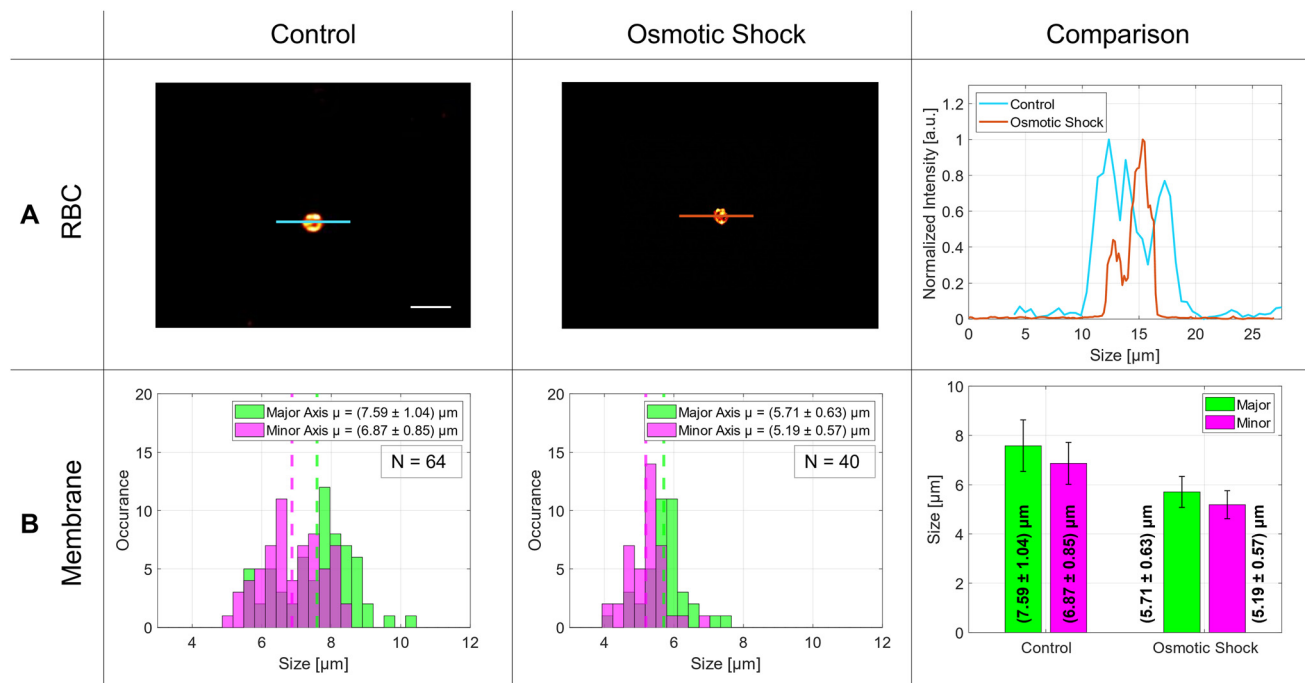 Control
Osmotic Shock
Comparison
A
RBC
Control
Osmotic Shock
Normalized Intensity [a.u.]
0
0.2
0.4
0.6
0.8
1
1.2
0 5 10 15 20 25
Size [µm]
B
Membrane
Major Axis µ = (7.59 ± 1.04) µm
Minor Axis µ = (6.87 ± 0.85) µm
N = 64
Occurance
0
5
10
15
20
4 6 8 10 12
Size [µm]
Major Axis µ = (5.71 ± 0.63) µm
Minor Axis µ = (5.19 ± 0.57) µm
N = 40
Occurance
0
5
10
15
20
4 6 8 10 12
Size [µm]
Major
Minor
Size [µm]
0
2
4
6
8
10
(7.59 ± 1.04) µm
(6.87 ± 0.85) µm
(5.71 ± 0.63) µm
(5.19 ± 0.57) µm
Control
Osmotic Shock